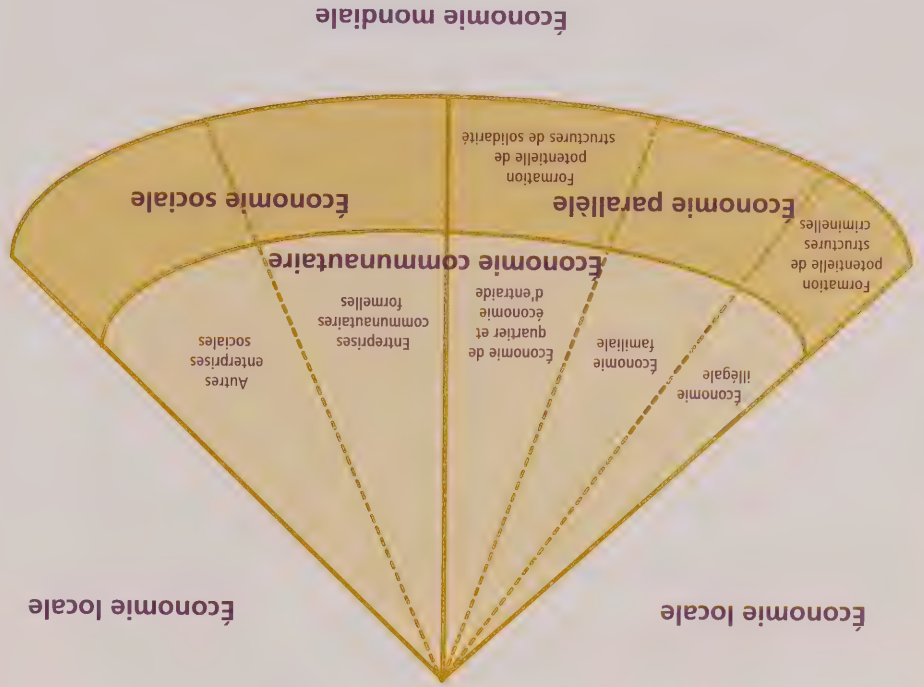 Économie locale
Économie locale
Économie
illégale
Économie
familiale
Économie de
quartier et
économie
d'entraide
Entreprises
communautaires
formelles
Autres
enterprises
sociales
Économie communautaire
Formation
potentielle de
structures
criminelles
Économie parallèle
Économie sociale
Formation
potentielle de
structures de solidarité
Économie mondiale